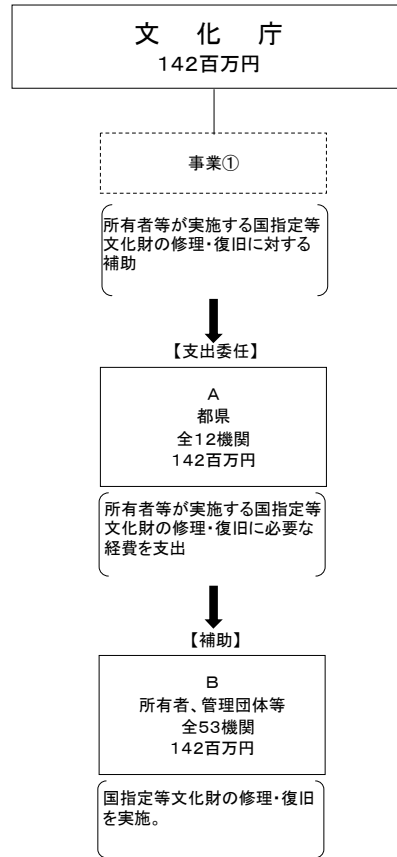 文　化　庁
142百万円
事業①
所有者等が実施する国指定等
文化財の修理・復旧に対する
補助
【支出委任】
A
都県
全12機関
142百万円
所有者等が実施する国指定等
文化財の修理・復旧に必要な
経費を支出
【補助】
B
所有者、管理団体等
全53機関
142百万円
国指定等文化財の修理・復旧
を実施。